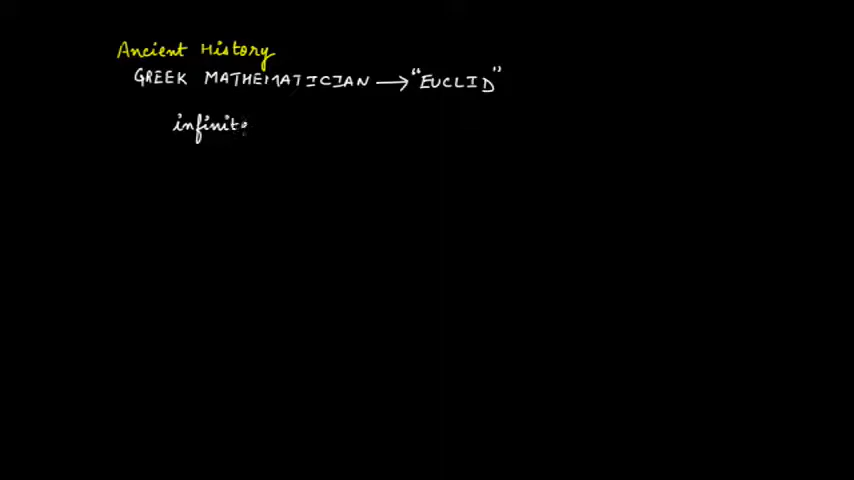 Ancient History
GREEK MATHEMATICIAN → "EUCLID"
infinite